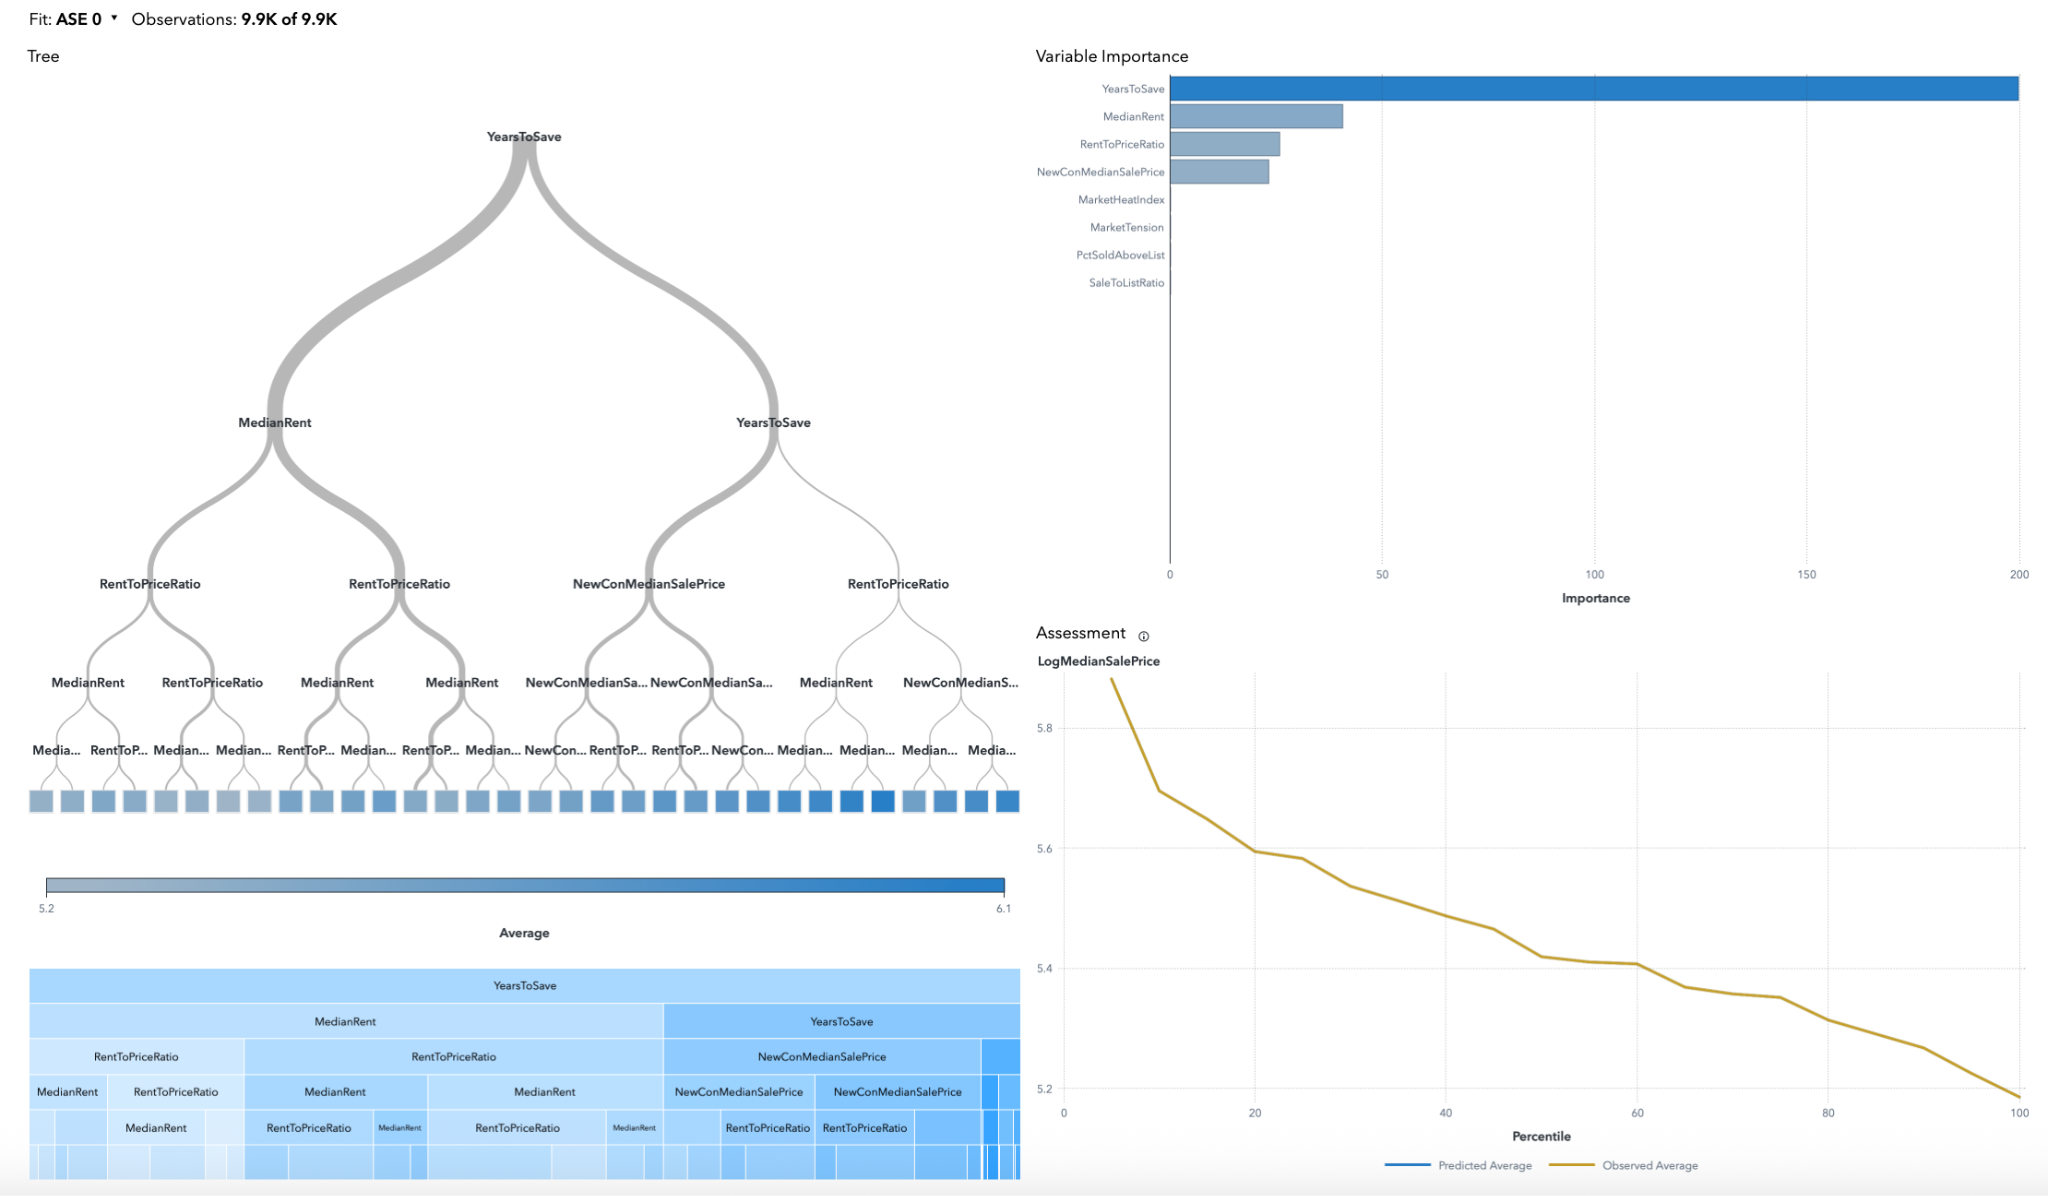 Fit: ASE 0 ▼ Observations: 9.9K of 9.9K
Tree
YearsToSave
MedianRent YearsToSave
RentToPriceRatio RentToPriceRatio NewConMedianSalePrice RentToPriceRatio
MedianRent RentToPriceRatio MedianRent MedianRent NewConMedianSa... NewConMedianSa... MedianRent NewConMedianS...
Media... RentToP... Median... Median... RentToP... Median... RentToP... Median... NewCon... RentToP... RentToP... NewCon... Median... Median... Median... Media...
5.2 6.1
Average
YearsToSave
MedianRent YearsToSave
RentToPriceRatio RentToPriceRatio NewConMedianSalePrice
MedianRent RentToPriceRatio MedianRent MedianRent NewConMedianSalePrice NewConMedianSalePrice
MedianRent RentToPriceRatio MedianRent RentToPriceRatio MedianRent RentToPriceRatio RentToPriceRatio
Variable Importance
YearsToSave
MedianRent
RentToPriceRatio
NewConMedianSalePrice
MarketHeatIndex
MarketTension
PctSoldAboveList
SaleToListRatio
0 50 100 150 200
Importance
Assessment
LogMedianSalePrice
5.8
5.6
5.4
5.2
0 20 40 60 80 100
Percentile
Predicted Average Observed Average